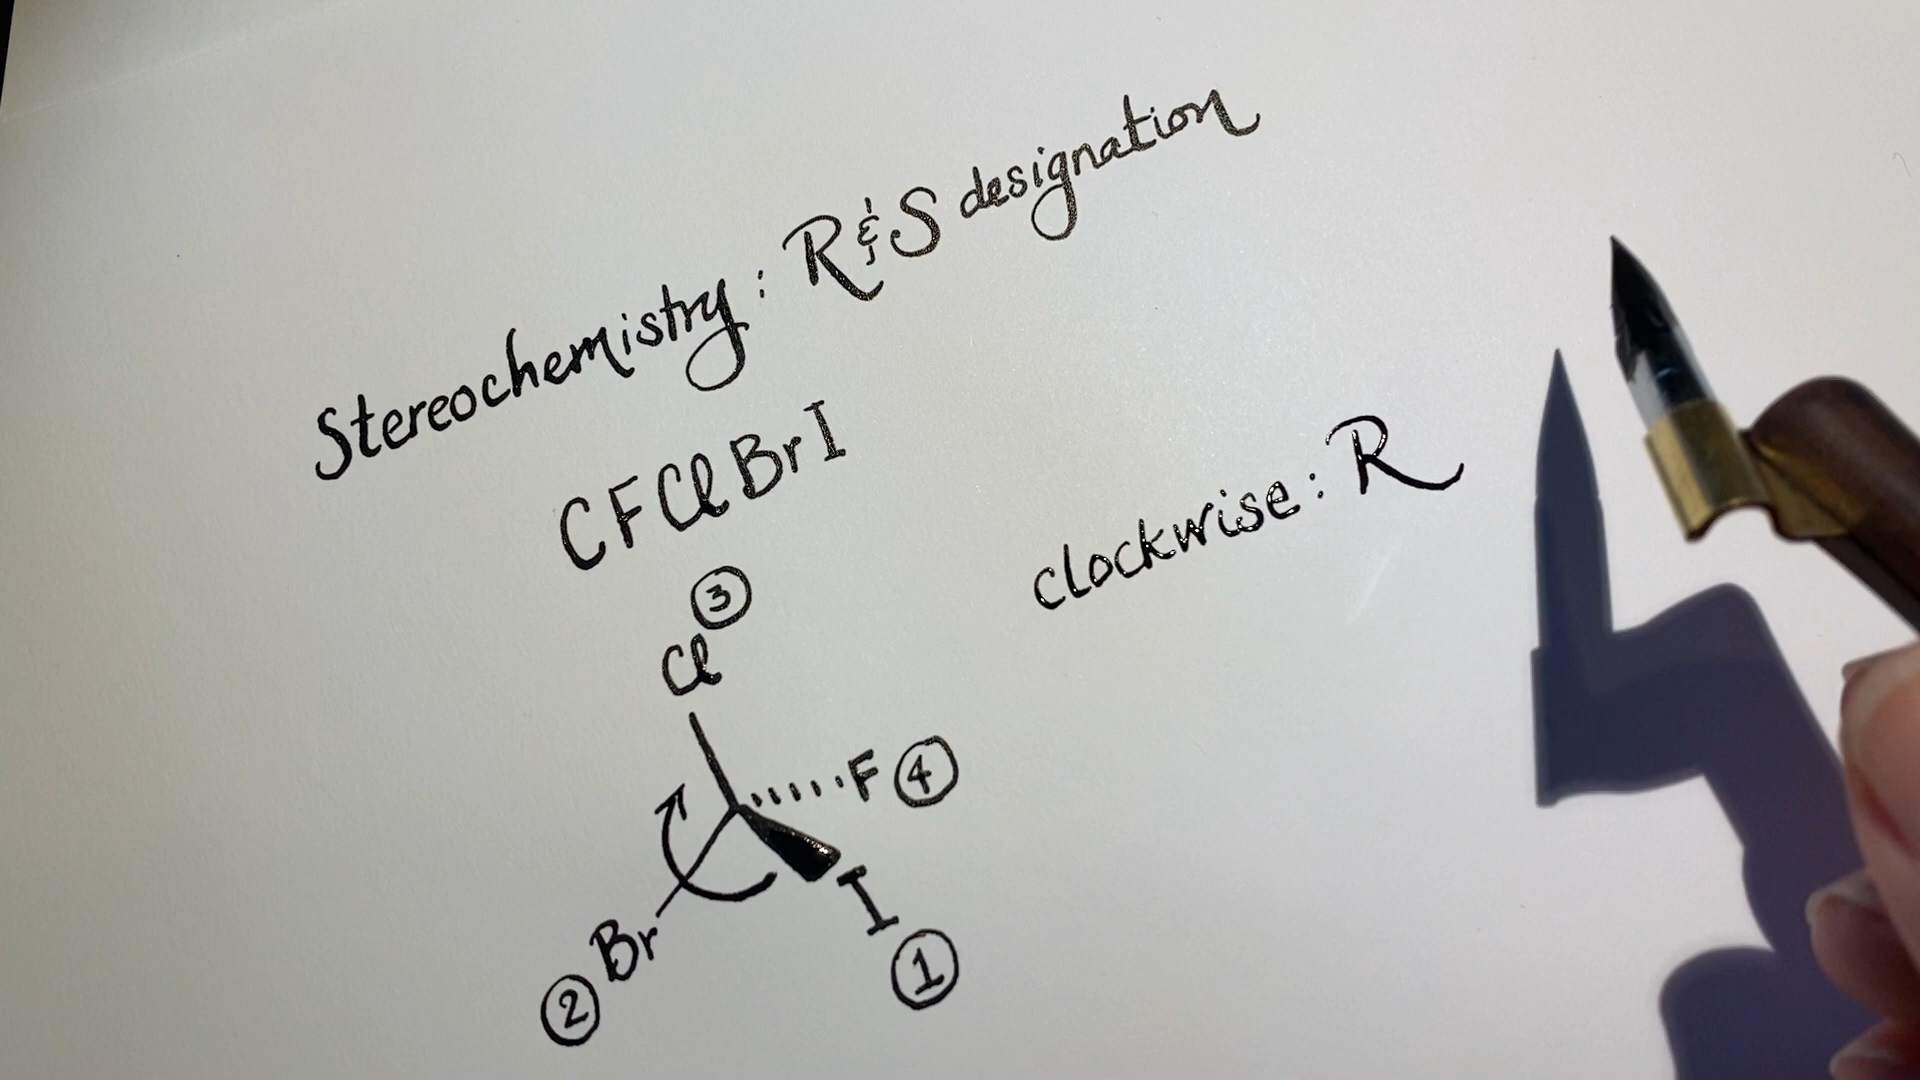 Stereochemistry: R & S designation
CFClBrI
clockwise: R
3
Cl
F 4
I
Br
1
2